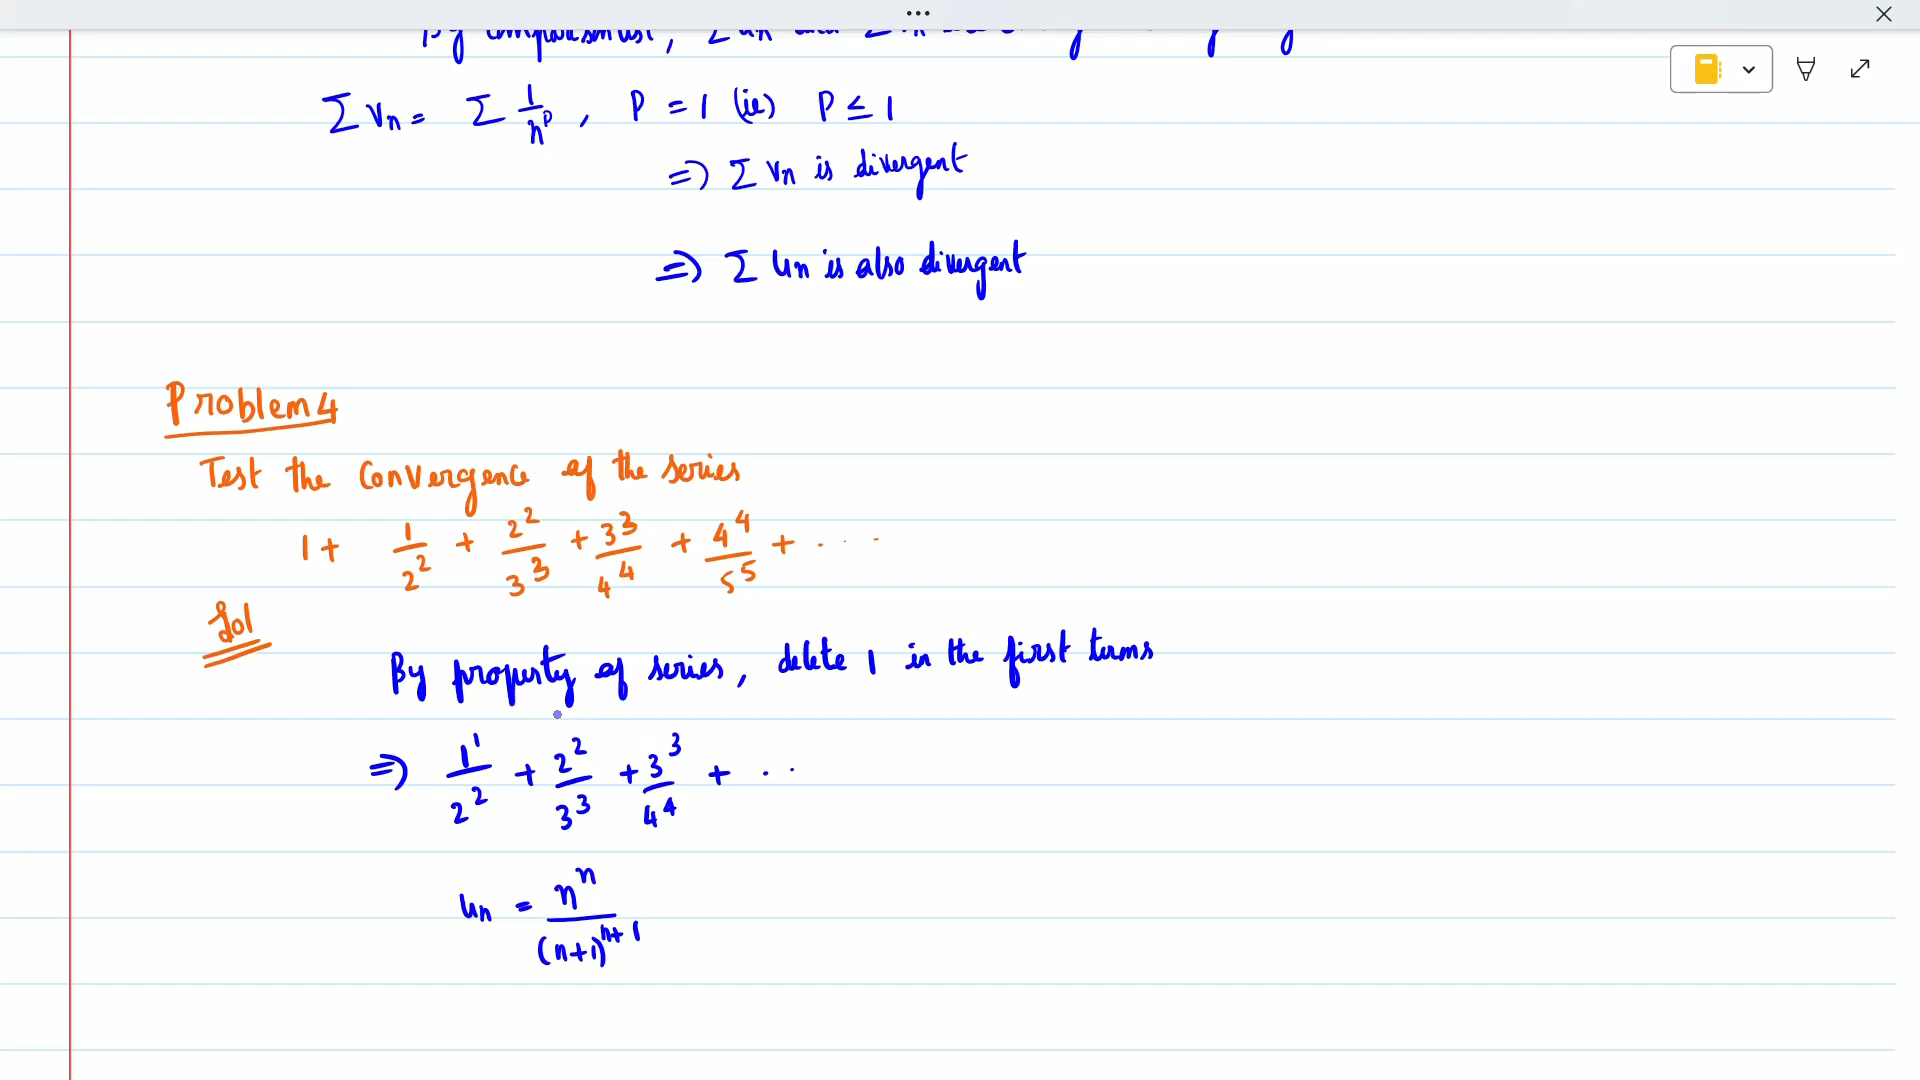 Σ vn = Σ 1/n^p , P = 1 (ie) P ≤ 1
⇒ Σ vn is divergent
⇒ Σ un is also divergent
Problem 4
Test the Convergence of the series
1 + 1/2^2 + 2^2/3^3 + 3^3/4^4 + 4^4/5^5 + ....
Sol
By property of series, delete 1 in the first terms
⇒ 1^1/2^2 + 2^2/3^3 + 3^3/4^4 + ...
un = n^n/(n+1)^n+1